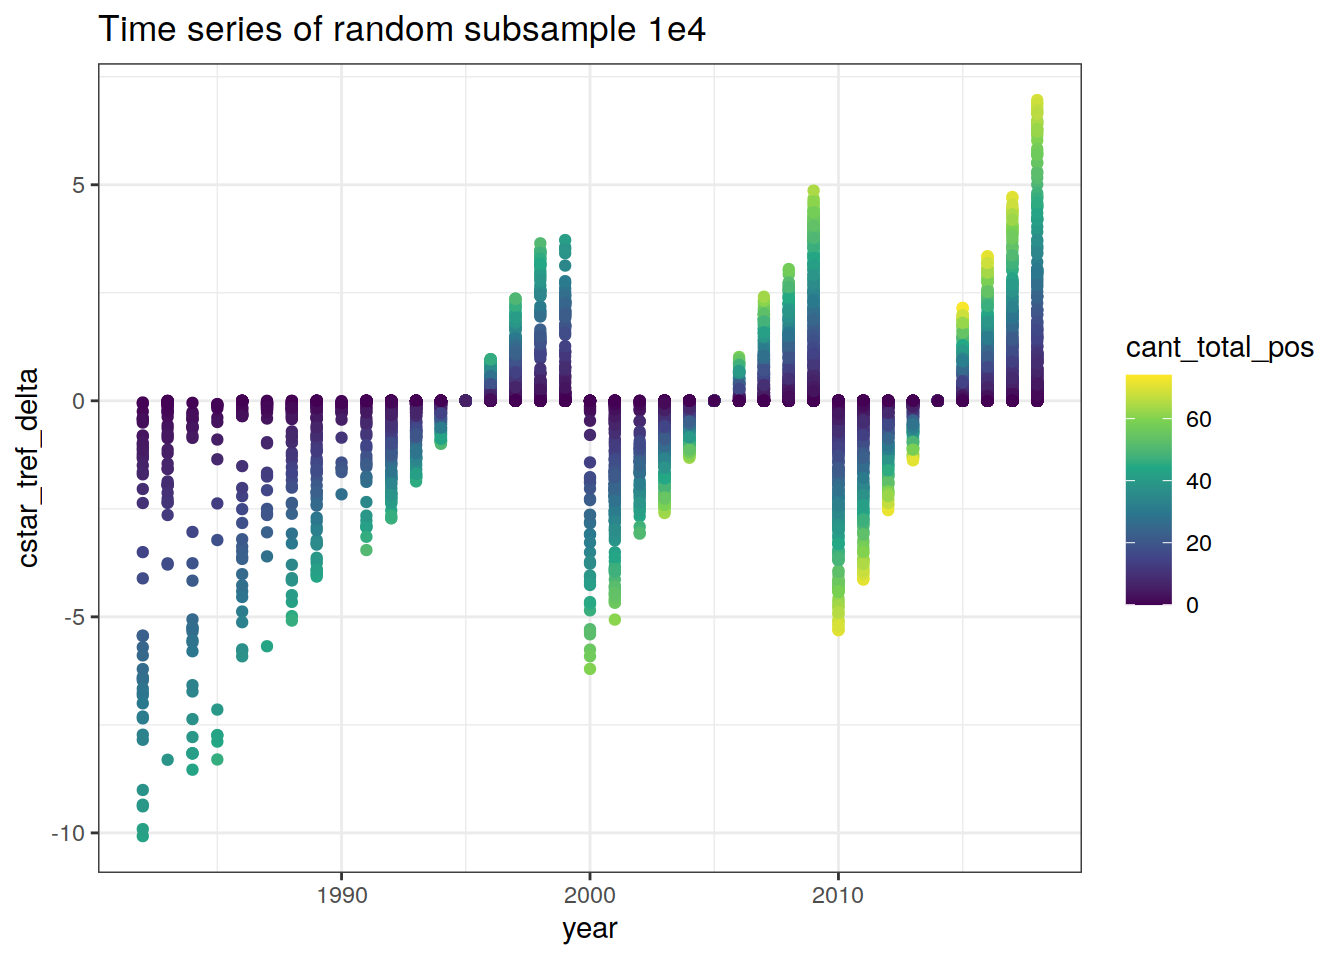 Time series of random subsample 1e4
cstar_tref_delta
5
0
-5
-10
1990
2000
2010
year
cant_total_pos
60
40
20
0